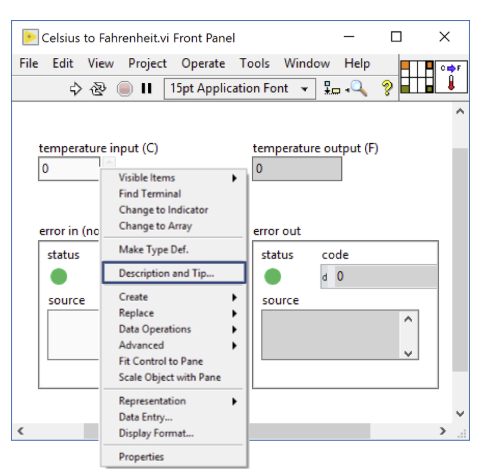 Celsius to Fahrenheit.vi Front Panel
File Edit View Project Operate Tools Window Help
15pt Application Font
C F
temperature input (C) temperature output (F)
0 0
Visible Items
Find Terminal
Change to Indicator
Change to Array
Make Type Def.
Description and Tip...
Create
Replace
Data Operations
Advanced
Fit Control to Pane
Scale Object with Pane
Representation
Data Entry...
Display Format...
Properties
error in (no
status
source
error out
status code
d 0
source